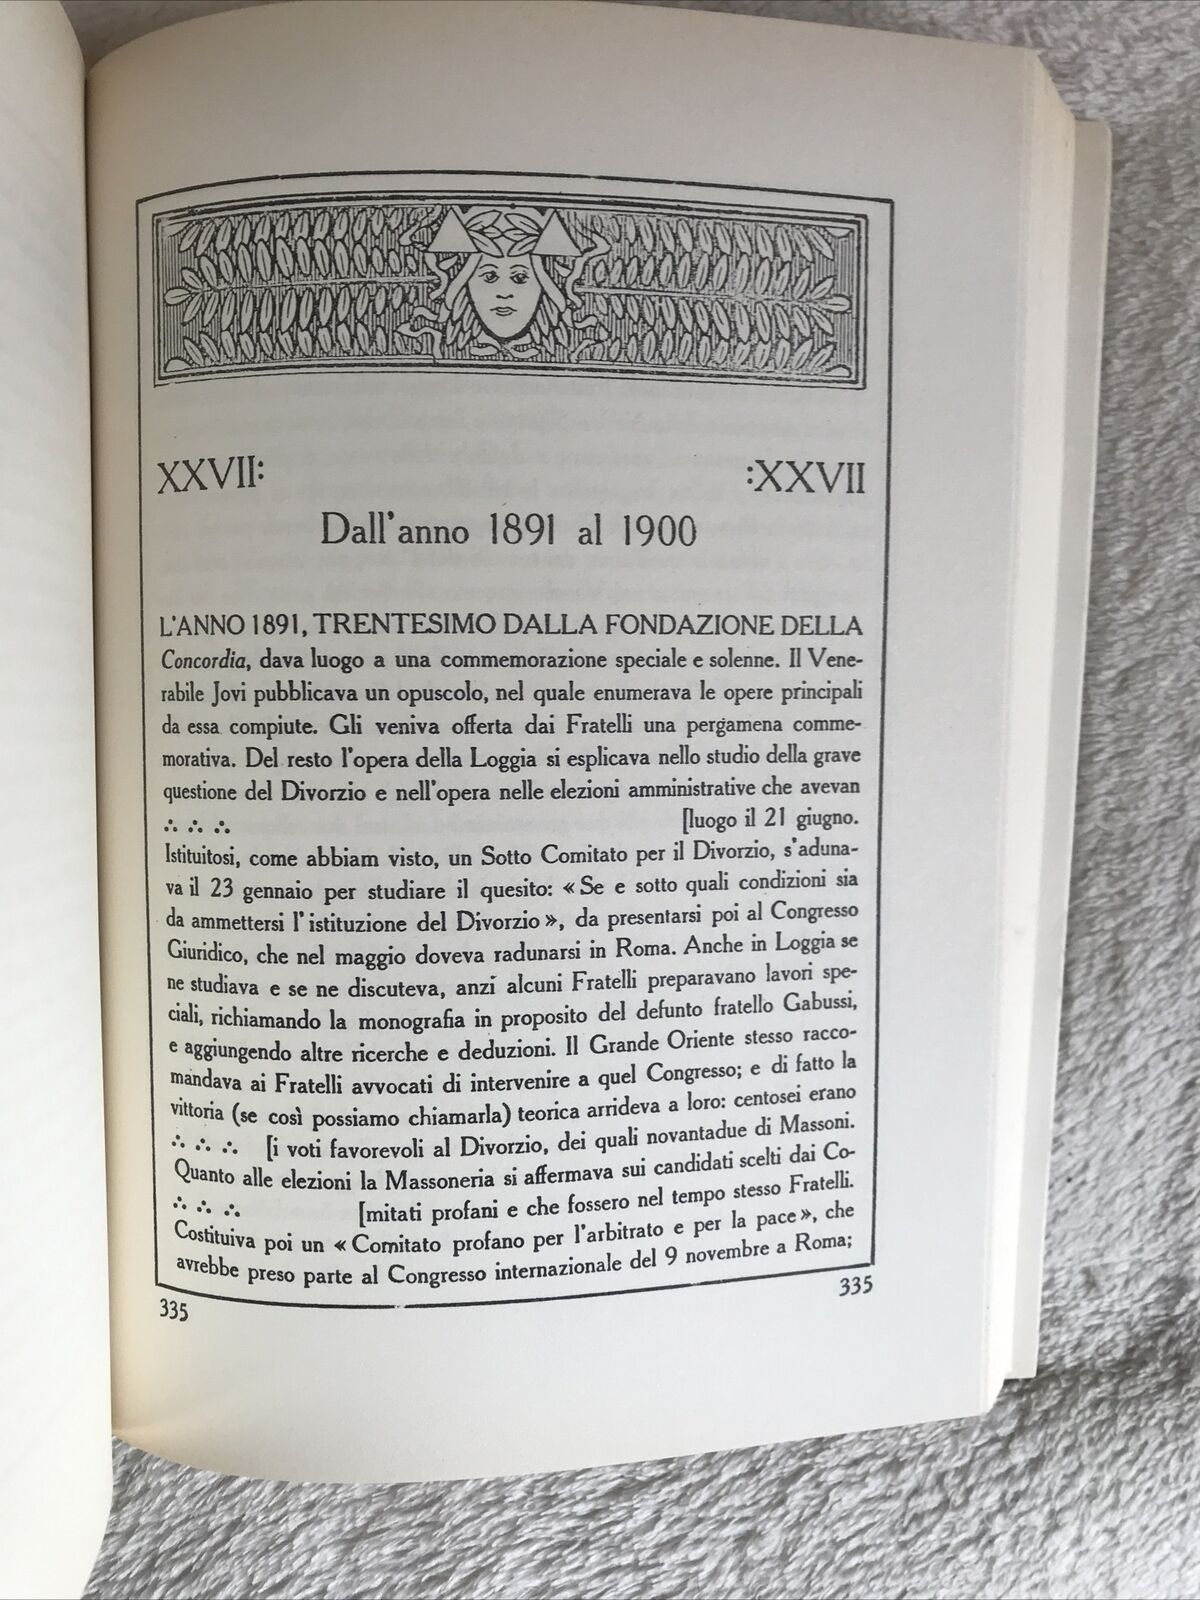 XXVII: :XXVII
Dall'anno 1891 al 1900
L'ANNO 1891, TRENTESIMO DALLA FONDAZIONE DELLA
Concordia, dava luogo a una commemorazione speciale e solenne. Il Vene-
rabile Jovi pubblicava un opuscolo, nel quale enumerava le opere principali
da essa compiute. Gli veniva offerta dai Fratelli una pergamena comme-
morativa. Del resto l'opera della Loggia si esplicava nello studio della grave
questione del Divorzio e nell'opera nelle elezioni amministrative che avevan
∴ ∴ ∴ [luogo il 21 giugno.
Istituitosi, come abbiam visto, un Sotto Comitato per il Divorzio, s'aduna-
va il 23 gennaio per studiare il quesito: « Se e sotto quali condizioni sia
da ammettersi l'istituzione del Divorzio », da presentarsi poi al Congresso
Giuridico, che nel maggio doveva radunarsi in Roma. Anche in Loggia se
ne studiava e se ne discuteva, anzi alcuni Fratelli preparavano lavori spe-
ciali, richiamando la monografia in proposito del defunto fratello Gabussi,
e aggiungendo altre ricerche e deduzioni. Il Grande Oriente stesso racco-
mandava ai Fratelli avvocati di intervenire a quel Congresso; e di fatto la
vittoria (se così possiamo chiamarla) teorica arrideva a loro: centosei erano
∴ ∴ ∴ [i voti favorevoli al Divorzio, dei quali novantadue di Massoni.
Quanto alle elezioni la Massoneria si affermava sui candidati scelti dai Co-
∴ ∴ ∴ [mitati profani e che fossero nel tempo stesso Fratelli.
Costituiva poi un « Comitato profano per l'arbitrato e per la pace », che
avrebbe preso parte al Congresso internazionale del 9 novembre a Roma;
335 335